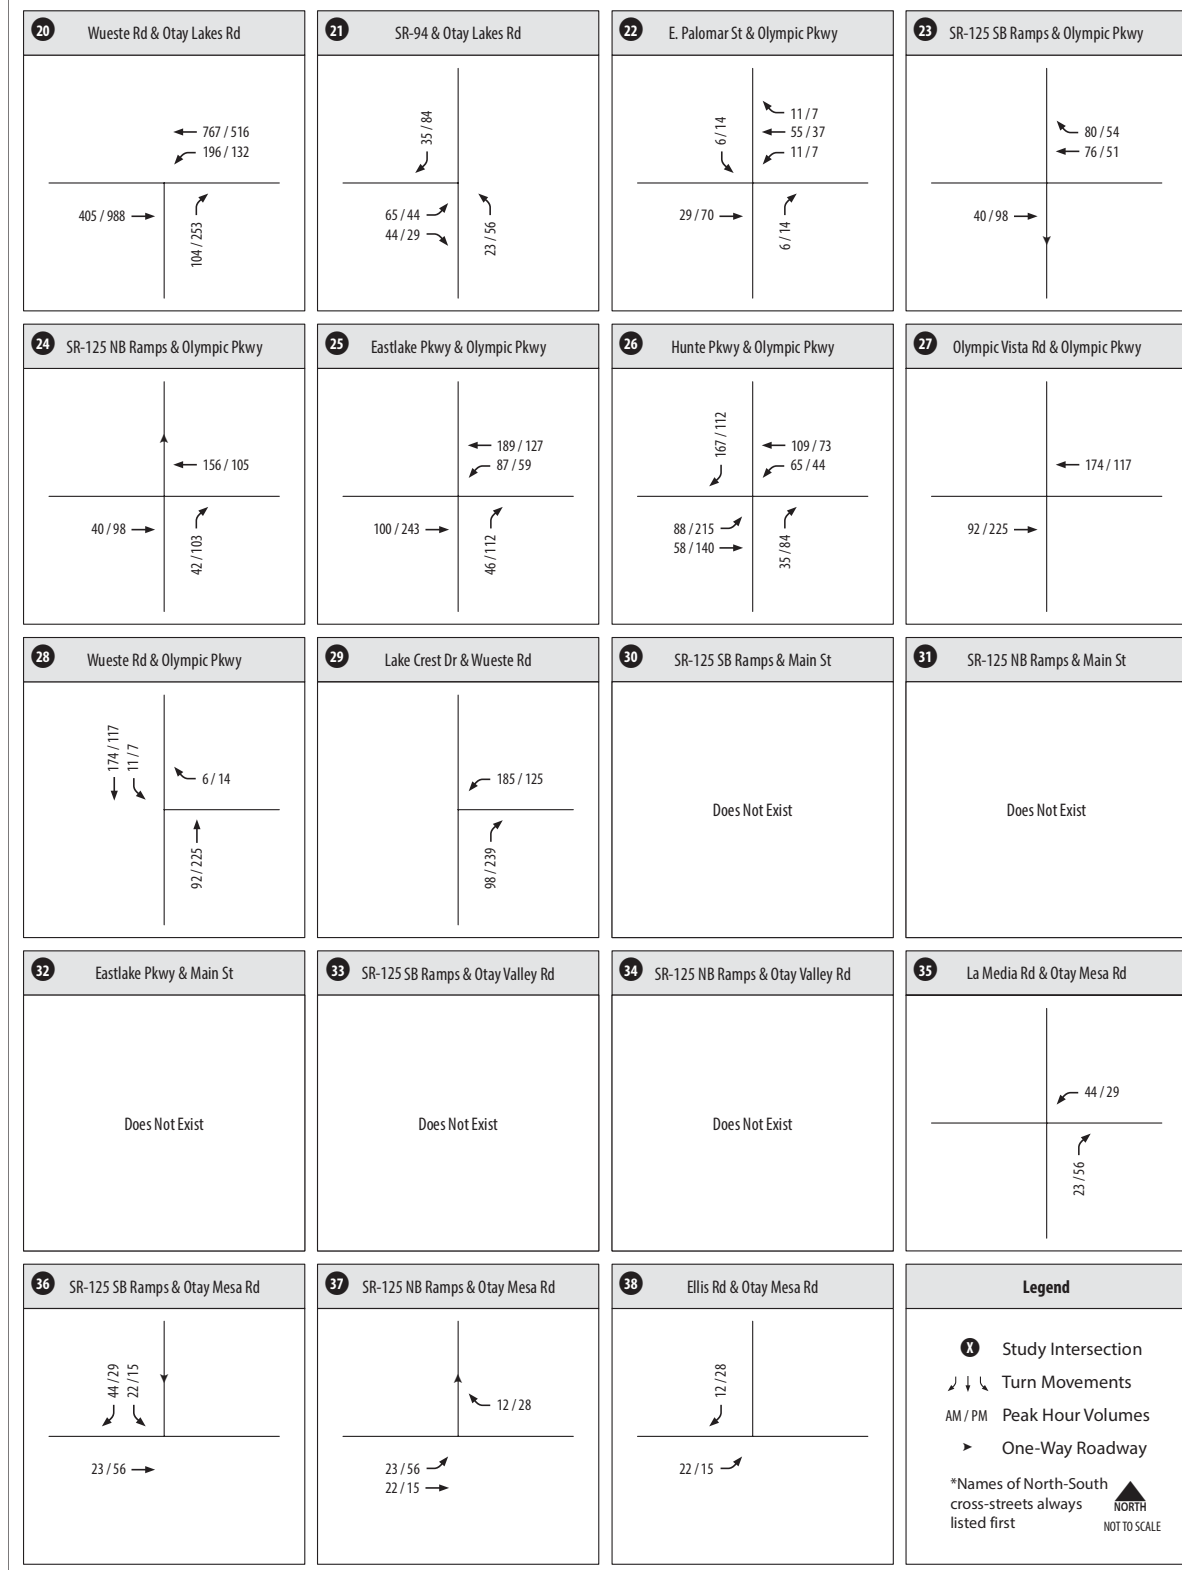 20 Wueste Rd & Otay Lakes Rd
767 / 516
196 / 132
405 / 988
104 / 253
21 SR-94 & Otay Lakes Rd
35 / 84
65 / 44
44 / 29
23 / 56
22 E. Palomar St & Olympic Pkwy
6 / 14
11 / 7
55 / 37
11 / 7
29 / 70
6 / 14
23 SR-125 SB Ramps & Olympic Pkwy
80 / 54
76 / 51
40 / 98
24 SR-125 NB Ramps & Olympic Pkwy
156 / 105
40 / 98
42 / 103
25 Eastlake Pkwy & Olympic Pkwy
189 / 127
87 / 59
100 / 243
46 / 112
26 Hunte Pkwy & Olympic Pkwy
167 / 112
109 / 73
65 / 44
88 / 215
58 / 140
35 / 84
27 Olympic Vista Rd & Olympic Pkwy
174 / 117
92 / 225
28 Wueste Rd & Olympic Pkwy
174 / 117
11 / 7
6 / 14
92 / 225
29 Lake Crest Dr & Wueste Rd
185 / 125
98 / 239
30 SR-125 SB Ramps & Main St
Does Not Exist
31 SR-125 NB Ramps & Main St
Does Not Exist
32 Eastlake Pkwy & Main St
Does Not Exist
33 SR-125 SB Ramps & Otay Valley Rd
Does Not Exist
34 SR-125 NB Ramps & Otay Valley Rd
Does Not Exist
35 La Media Rd & Otay Mesa Rd
44 / 29
23 / 56
36 SR-125 SB Ramps & Otay Mesa Rd
44 / 29
22 / 15
23 / 56
37 SR-125 NB Ramps & Otay Mesa Rd
12 / 28
23 / 56
22 / 15
38 Ellis Rd & Otay Mesa Rd
12 / 28
22 / 15
Legend
X Study Intersection
Turn Movements
AM / PM Peak Hour Volumes
One-Way Roadway
*Names of North-South
cross-streets always
listed first
NORTH
NOT TO SCALE